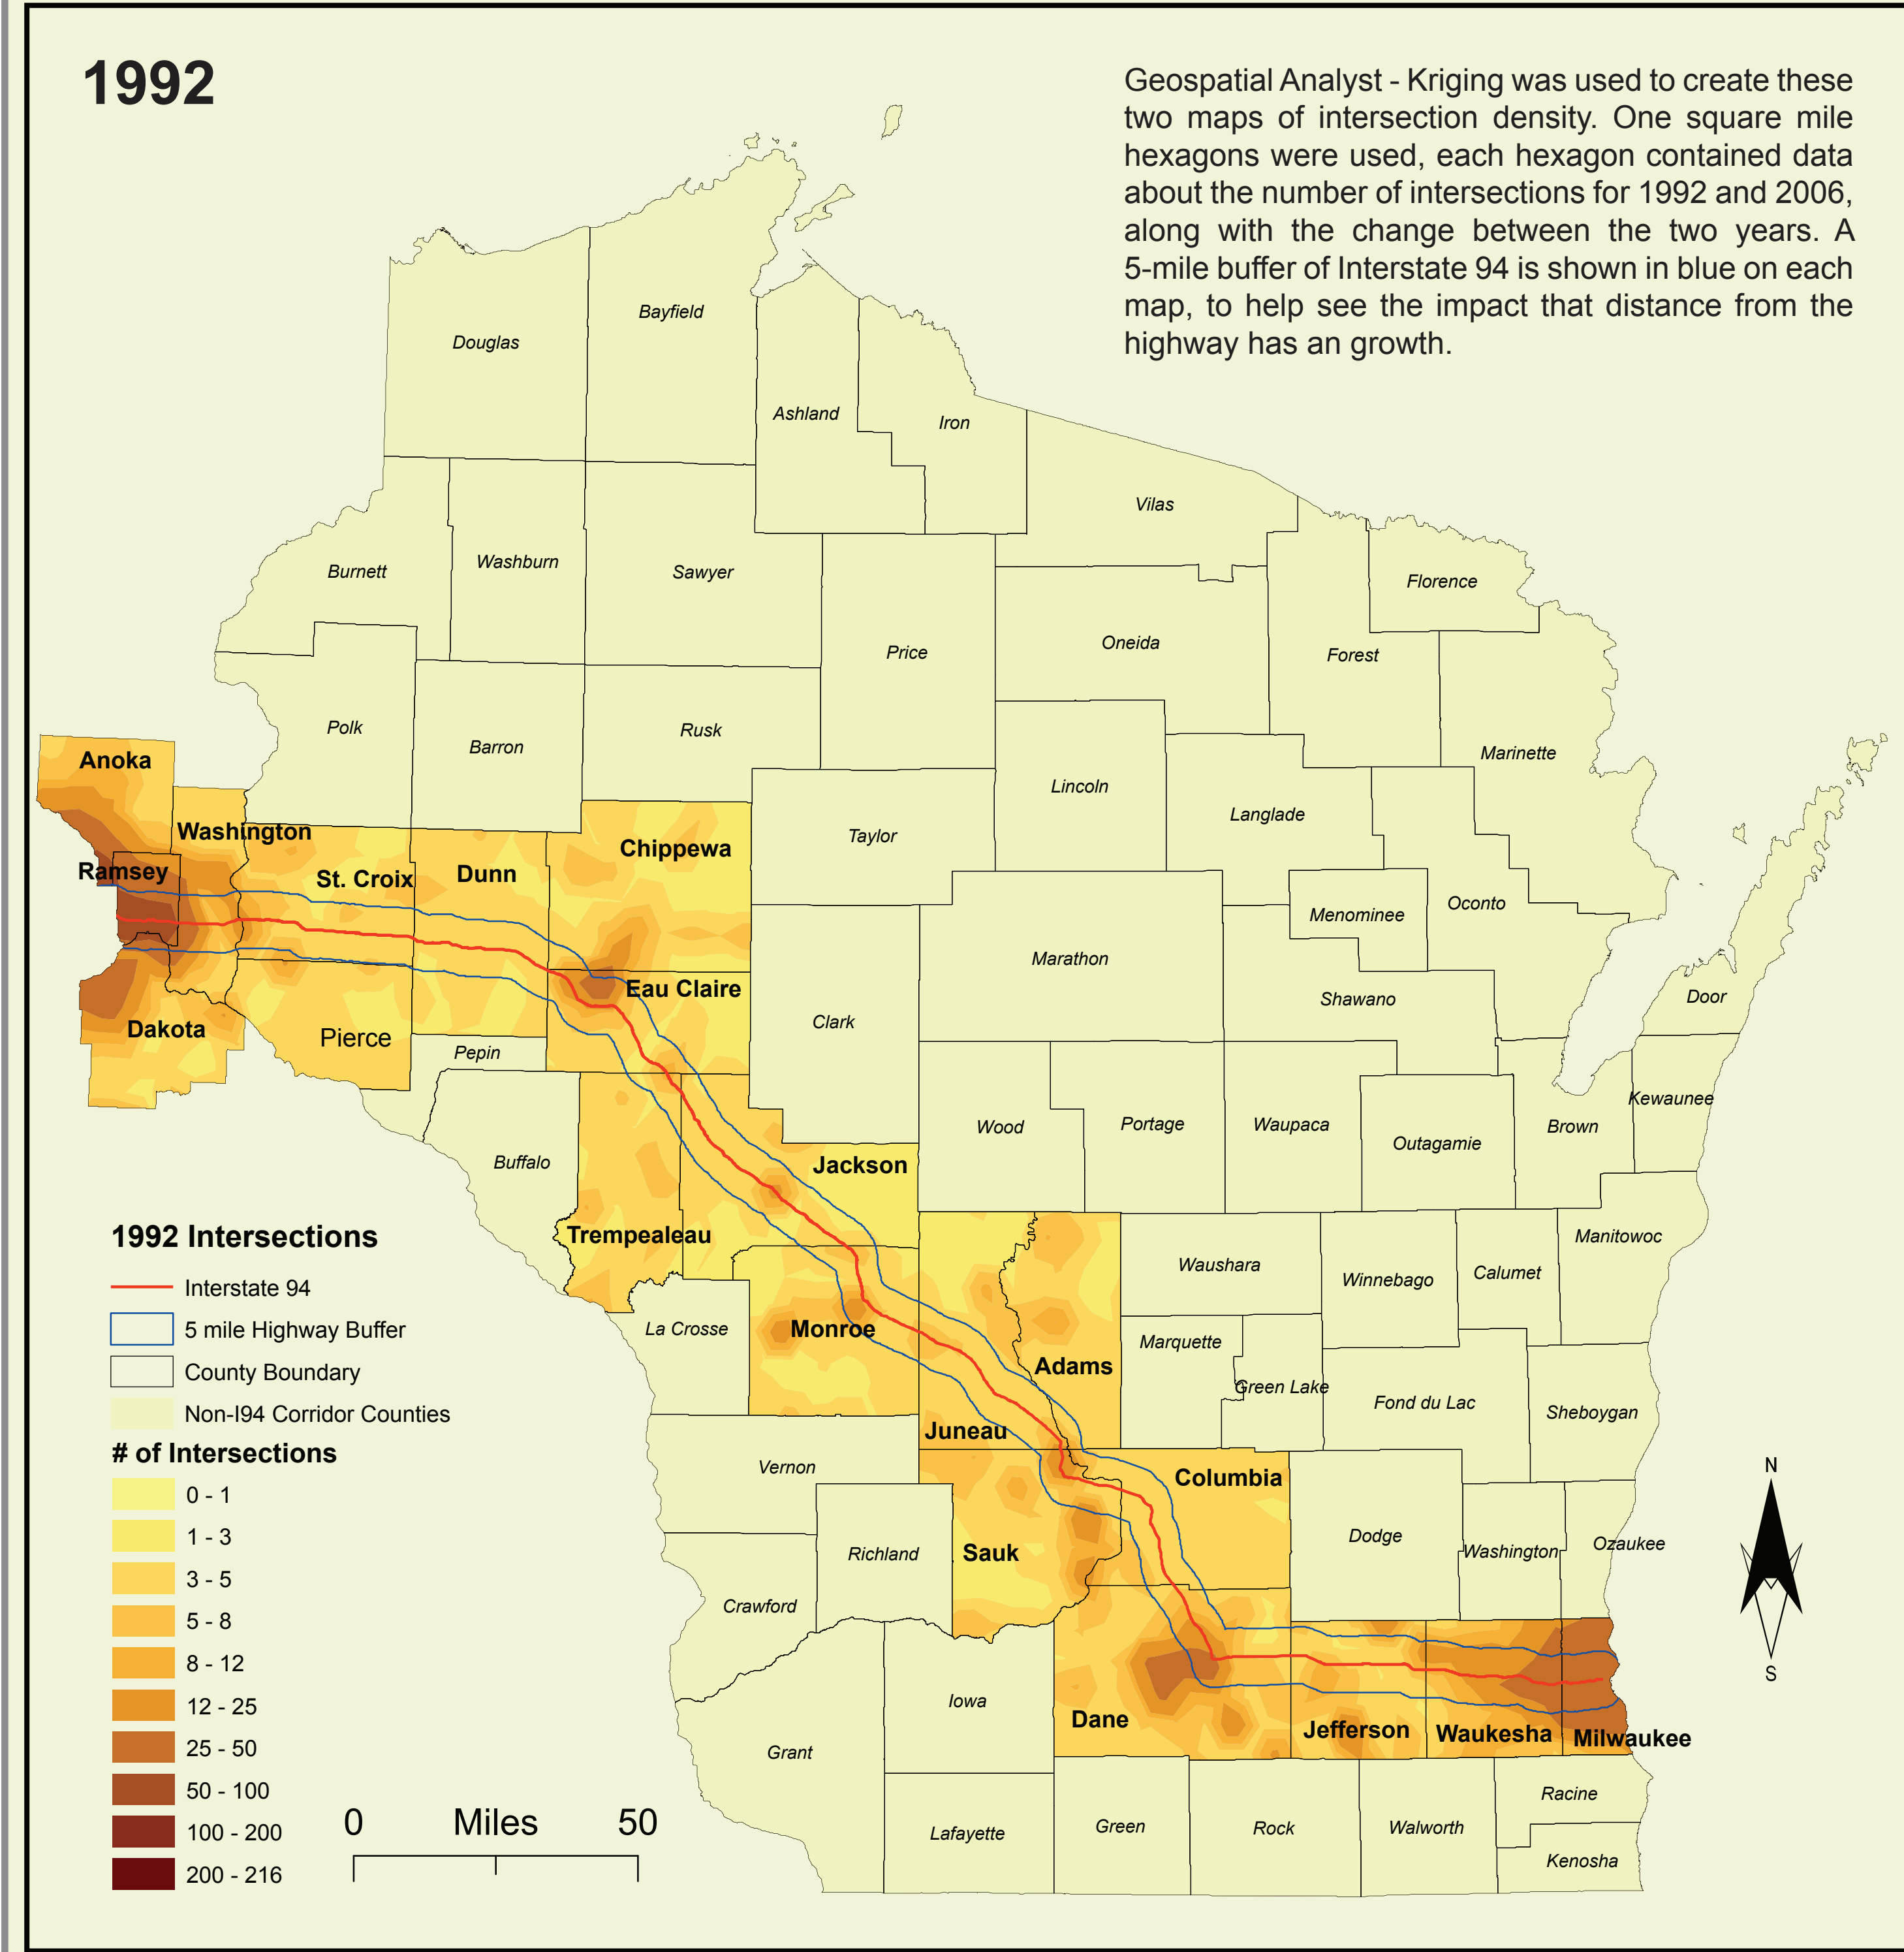 1992
Geospatial Analyst - Kriging was used to create these
two maps of intersection density. One square mile
hexagons were used, each hexagon contained data
about the number of intersections for 1992 and 2006,
along with the change between the two years. A
5-mile buffer of Interstate 94 is shown in blue on each
map, to help see the impact that distance from the
highway has an growth.
Bayfield
Douglas
Ashland
Iron
Vilas
Burnett
Washburn
Sawyer
Florence
Price
Oneida
Forest
Polk
Barron
Rusk
Marinette
Anoka
Lincoln
Langlade
Washington
Taylor
Chippewa
Ramsey
St. Croix
Dunn
Menominee
Oconto
Marathon
Eau Claire
Shawano
Door
Dakota
Pierce
Clark
Pepin
Kewaunee
Wood
Portage
Waupaca
Outagamie
Brown
Buffalo
Jackson
Trempealeau
Waushara
Winnebago
Calumet
Manitowoc
La Crosse
Monroe
Marquette
Adams
Green Lake
Fond du Lac
Sheboygan
Juneau
Vernon
Columbia
Richland
Sauk
Dodge
Washington
Ozaukee
Crawford
Iowa
Dane
Jefferson
Waukesha
Milwaukee
Grant
Racine
Lafayette
Green
Rock
Walworth
Kenosha
1992 Intersections
Interstate 94
5 mile Highway Buffer
County Boundary
Non-I94 Corridor Counties
# of Intersections
0 - 1
1 - 3
3 - 5
5 - 8
8 - 12
12 - 25
25 - 50
50 - 100
100 - 200
200 - 216
0 Miles 50
N
S